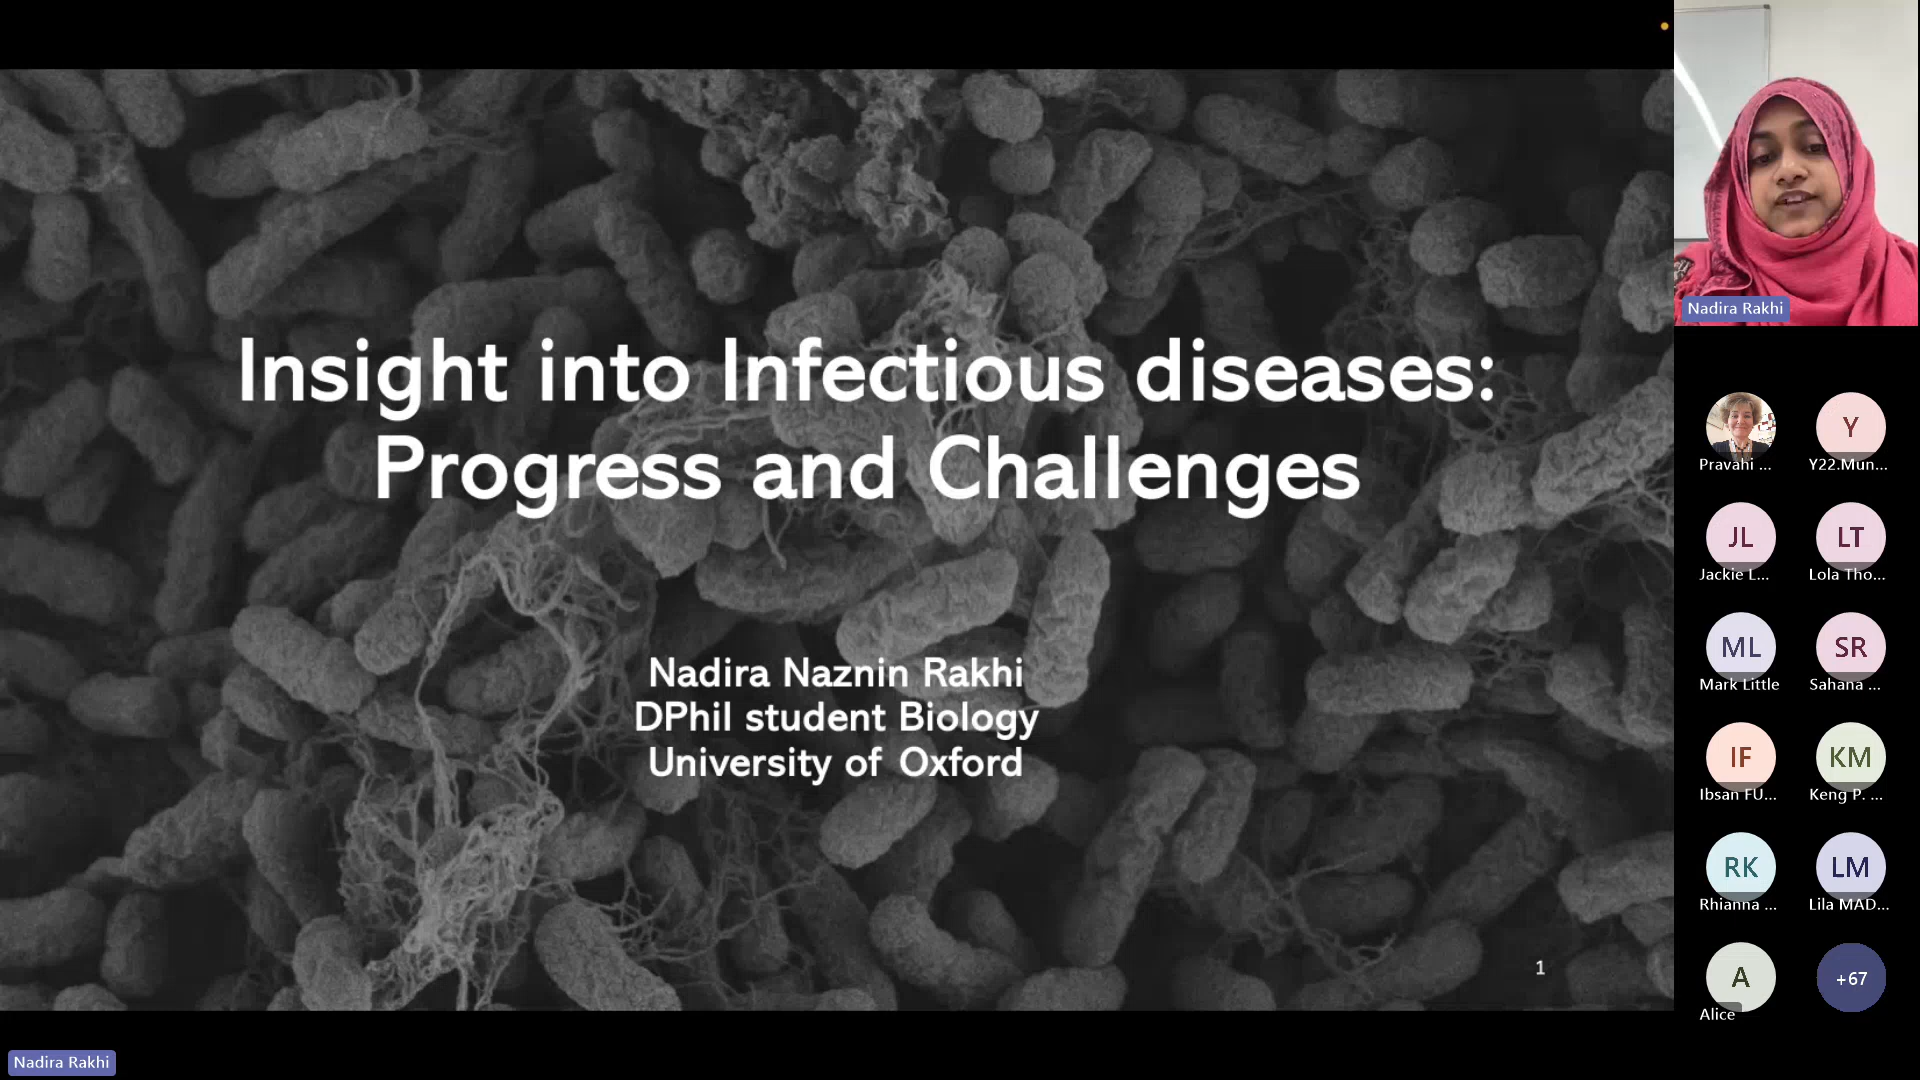 Insight into Infectious diseases:
Progress and Challenges
Nadira Naznin Rakhi
DPhil student Biology
University of Oxford
1
Nadira Rakhi
Nadira Rakhi
Pravahi ...
Y
Y22.Mun...
JL
Jackie L...
LT
Lola Tho...
ML
Mark Little
SR
Sahana ...
IF
Ibsan FU...
KM
Keng P. ...
RK
Rhianna ...
LM
Lila MAD...
A
Alice
+67